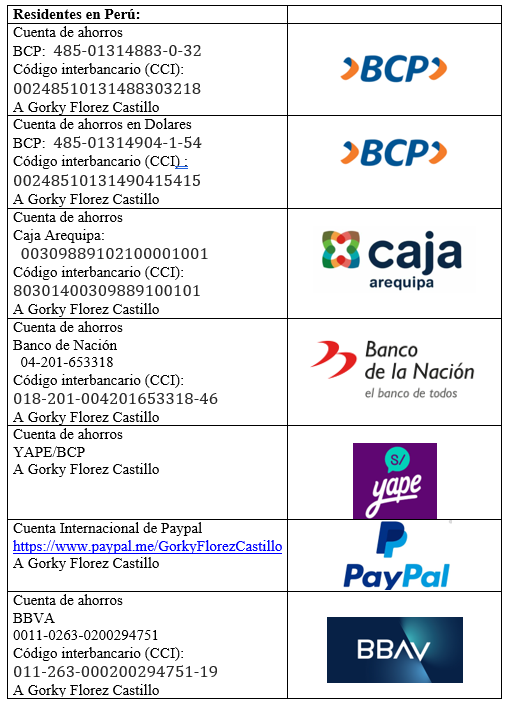 Residentes en Perú:
Cuenta de ahorros
BCP: 485-01314883-0-32
Código interbancario (CCI):
00248510131488303218
A Gorky Florez Castillo
BCP
Cuenta de ahorros en Dolares
BCP: 485-01314904-1-54
Código interbancario (CCI) :
00248510131490415415
A Gorky Florez Castillo
BCP
Cuenta de ahorros
Caja Arequipa:
00309889102100001001
Código interbancario (CCI):
80301400309889100101
A Gorky Florez Castillo
caja
arequipa
Cuenta de ahorros
Banco de Nación
04-201-653318
Código interbancario (CCI):
018-201-004201653318-46
A Gorky Florez Castillo
Banco
de la Nación
el banco de todos
Cuenta de ahorros
YAPE/BCP
A Gorky Florez Castillo
S/
yape
Cuenta Internacional de Paypal
https://www.paypal.me/GorkyFlorezCastillo
A Gorky Florez Castillo
PayPal
Cuenta de ahorros
BBVA
0011-0263-0200294751
Código interbancario (CCI):
011-263-000200294751-19
A Gorky Florez Castillo
BBVA